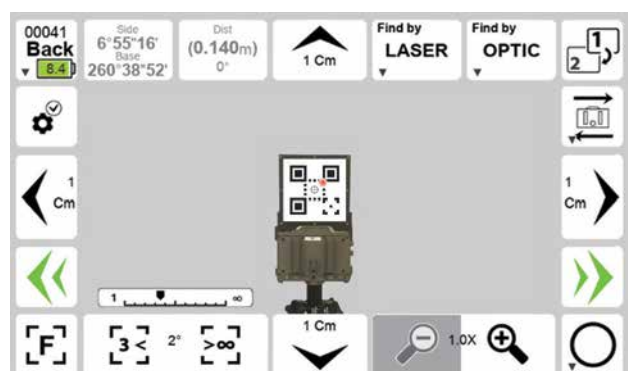 00041
Back
8.4
Side
6°55"16'
Base
260°38"52'
Dist
(0.140m)
0°
1 Cm
Find by
LASER
Find by
OPTIC
1
2
1
Cm
1
Cm
1 ∞
F
3<
2°
>∞
1 Cm
1.0X